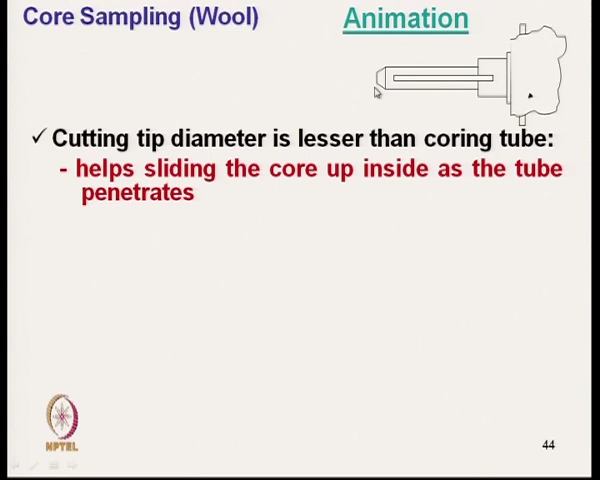 Core Sampling (Wool)
Animation
✓ Cutting tip diameter is lesser than coring tube:
- helps sliding the core up inside as the tube
penetrates
NPTEL
44